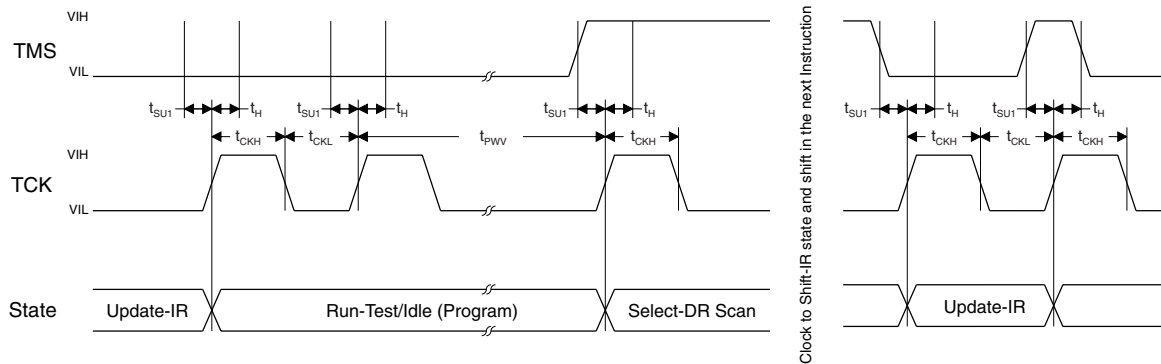 VIH
TMS
VIL
tSU1 tH tSU1 tH tSU1 tH tSU1 tH tSU1 tH
tCKH tCKL tPWV tCKH tCKH tCKL tCKH
VIH
TCK
VIL
State Update-IR Run-Test/Idle (Program) Select-DR Scan Update-IR
Clock to Shift-IR state and shift in the next Instruction